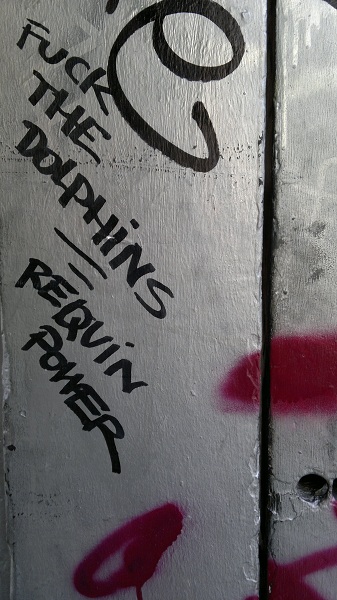 FUCK
THE
DOLPHINS
REQUIN
POWER